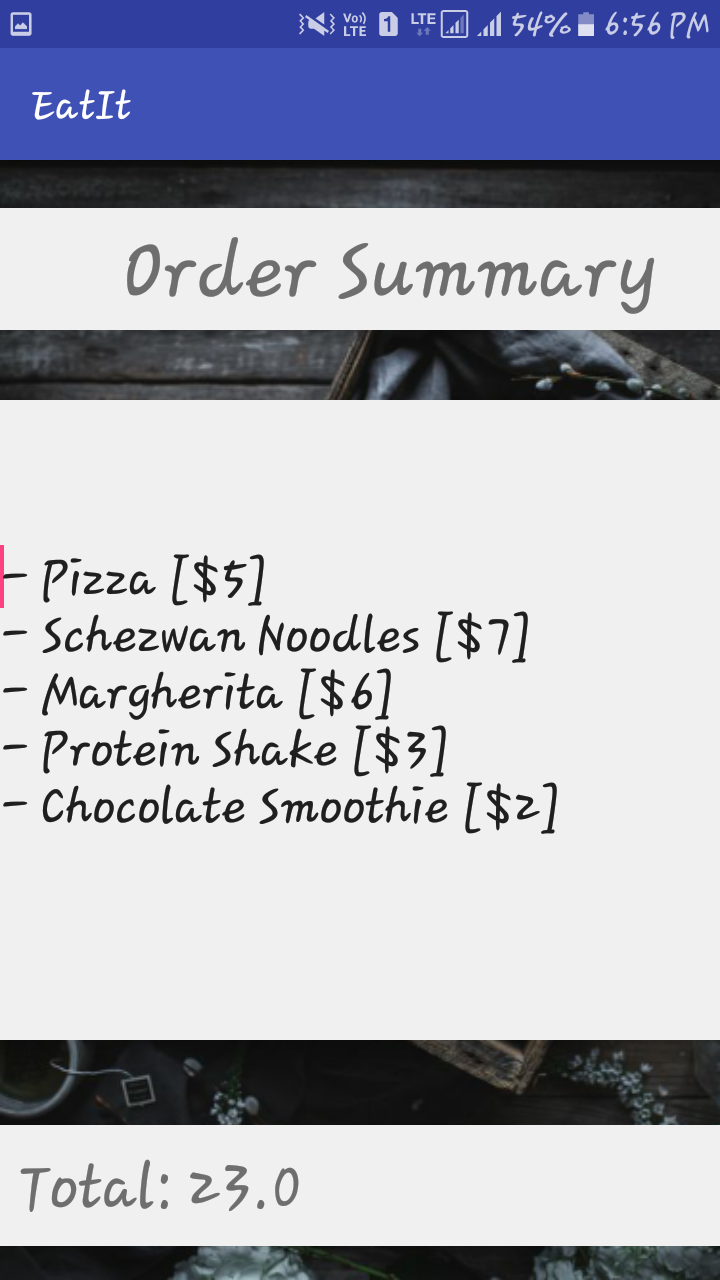 Vo)) LTE 1 LTE 54% 6:56 PM
EatIt
Order Summary
- Pizza [$5]
- Schezwan Noodles [$7]
- Margherita [$6]
- Protein Shake [$3]
- Chocolate Smoothie [$2]
Total: 23.0